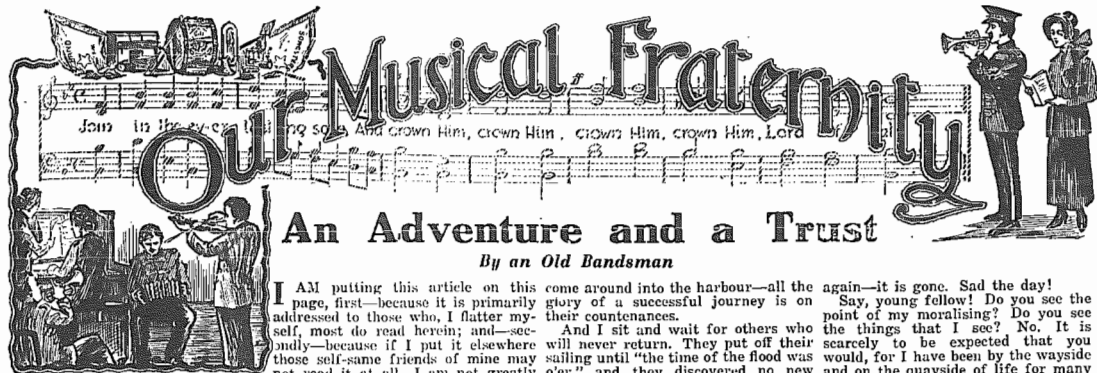 Our Musical Fraternity
Join in the ev-er- song, And crown Him, crown Him, crown Him, crown Him, Lord
An Adventure and a Trust
By an Old Bandsman
I AM putting this article on this
page, first—because it is primarily
addressed to those who, I flatter my-
self, most do read herein; and—sec-
ondly—because if I put it elsewhere
those self-same friends of mine may
not read it at all. I am not greatly
come around into the harbour—all the
glory of a successful journey is on
their countenances.
And I sit and wait for others who
will never return. They put off their
sailing until "the time of the flood was
o'er," and they discovered no new
again—it is gone. Sad the day!
Say, young fellow! Do you see the
point of my moralising? Do you see
the things that I see? No. It is
scarcely to be expected that you
would, for I have been by the wayside
and on the quayside of life for many